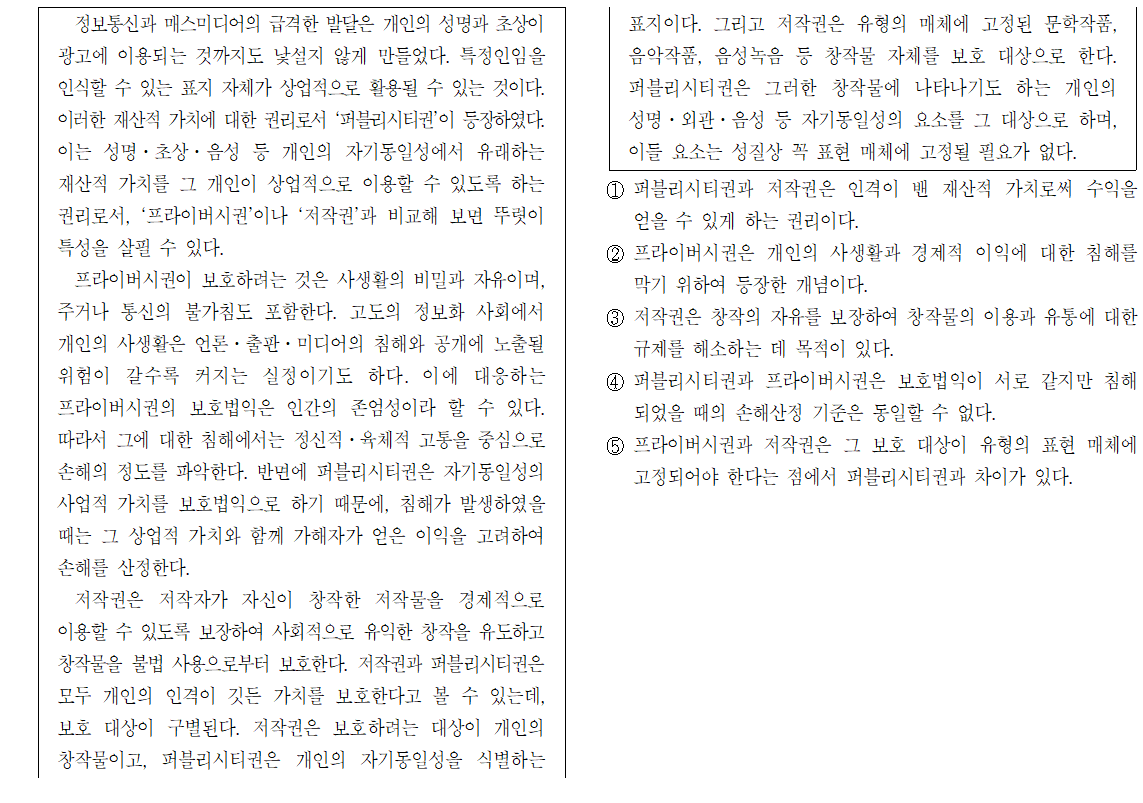 정보통신과 매스미디어의 급격한 발달은 개인의 성명과 초상이
광고에 이용되는 것까지도 낯설지 않게 만들었다. 특정인임을
인식할 수 있는 표지 자체가 상업적으로 활용될 수 있는 것이다.
이러한 재산적 가치에 대한 권리로서 ‘퍼블리시티권’이 등장하였다.
이는 성명·초상·음성 등 개인의 자기동일성에서 유래하는
재산적 가치를 그 개인이 상업적으로 이용할 수 있도록 하는
권리로서, ‘프라이버시권’이나 ‘저작권’과 비교해 보면 뚜렷이
특성을 살필 수 있다.
프라이버시권이 보호하려는 것은 사생활의 비밀과 자유이며,
주거나 통신의 불가침도 포함한다. 고도의 정보화 사회에서
개인의 사생활은 언론·출판·미디어의 침해와 공개에 노출될
위험이 갈수록 커지는 실정이기도 하다. 이에 대응하는
프라이버시권의 보호법익은 인간의 존엄성이라 할 수 있다.
따라서 그에 대한 침해에서는 정신적·육체적 고통을 중심으로
손해의 정도를 파악한다. 반면에 퍼블리시티권은 자기동일성의
사업적 가치를 보호법익으로 하기 때문에, 침해가 발생하였을
때는 그 상업적 가치와 함께 가해자가 얻은 이익을 고려하여
손해를 산정한다.
저작권은 저작자가 자신이 창작한 저작물을 경제적으로
이용할 수 있도록 보장하여 사회적으로 유익한 창작을 유도하고
창작물을 불법 사용으로부터 보호한다. 저작권과 퍼블리시티권은
모두 개인의 인격이 깃든 가치를 보호한다고 볼 수 있는데,
보호 대상이 구별된다. 저작권은 보호하려는 대상이 개인의
창작물이고, 퍼블리시티권은 개인의 자기동일성을 식별하는
표지이다. 그리고 저작권은 유형의 매체에 고정된 문학작품,
음악작품, 음성녹음 등 창작물 자체를 보호 대상으로 한다.
퍼블리시티권은 그러한 창작물에 나타나기도 하는 개인의
성명·외관·음성 등 자기동일성의 요소를 그 대상으로 하며,
이들 요소는 성질상 꼭 표현 매체에 고정될 필요가 없다.
① 퍼블리시티권과 저작권은 인격이 밴 재산적 가치로써 수익을
얻을 수 있게 하는 권리이다.
② 프라이버시권은 개인의 사생활과 경제적 이익에 대한 침해를
막기 위하여 등장한 개념이다.
③ 저작권은 창작의 자유를 보장하여 창작물의 이용과 유통에 대한
규제를 해소하는 데 목적이 있다.
④ 퍼블리시티권과 프라이버시권은 보호법익이 서로 같지만 침해
되었을 때의 손해산정 기준은 동일할 수 없다.
⑤ 프라이버시권과 저작권은 그 보호 대상이 유형의 표현 매체에
고정되어야 한다는 점에서 퍼블리시티권과 차이가 있다.